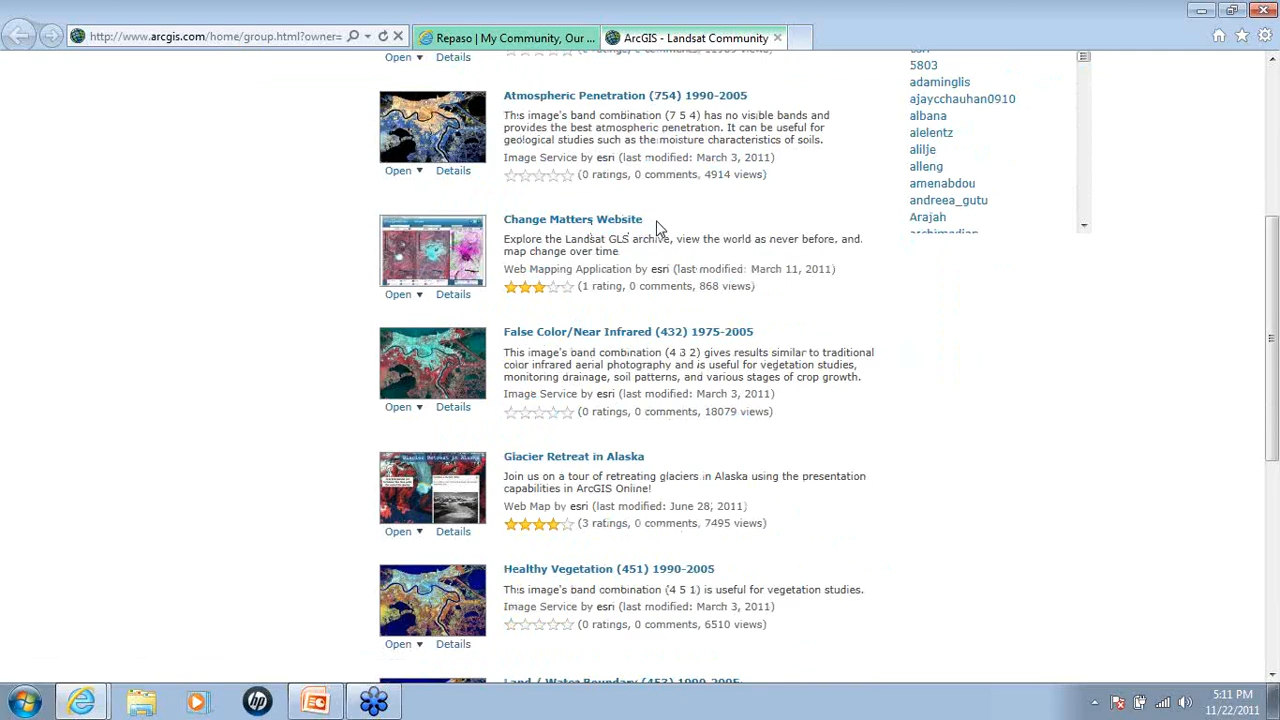 http://www.arcgis.com/home/group.html?owner=
Repaso | My Community, Our ...
ArcGIS - Landsat Community
Open Details
5803
adaminglis
Atmospheric Penetration (754) 1990-2005
ajaycchauhan0910
This image's band combination (7 5 4) has no visible bands and
albana
provides the best atmospheric penetration. It can be useful for
alelentz
geological studies such as the moisture characteristics of soils.
alilje
Image Service by esri (last modified: March 3, 2011)
alleng
Open Details
(0 ratings, 0 comments, 4914 views)
amenabdou
andreea_gutu
Arajah
Change Matters Website
Explore the Landsat GLS archive, view the world as never before, and.
map change over time
Web Mapping Application by esri (last modified: March 11, 2011)
(1 rating, 0 comments, 868 views)
Open Details
False Color/Near Infrared (432) 1975-2005
This image's band combination (4 3 2) gives results similar to traditional
color infrared aerial photography and is useful for vegetation studies,
monitoring drainage, soil patterns, and various stages of crop growth.
Image Service by esri (last modified: March 3, 2011)
(0 ratings, 0 comments, 18079 views)
Open Details
Glacier Retreat in Alaska
Glacier Retreat in Alaska
Join us on a tour of retreating glaciers in Alaska using the presentation
capabilities in ArcGIS Online!
Web Map by esri (last modified: June 28, 2011)
(3 ratings, 0 comments, 7495 views)
Open Details
Healthy Vegetation (451) 1990-2005
This image's band combination (4 5 1) is useful for vegetation studies.
Image Service by esri (last modified: March 3, 2011)
(0 ratings, 0 comments, 6510 views)
Open Details
Land / Water Boundary (453) 1990-2005
hp
5:11 PM
11/22/2011